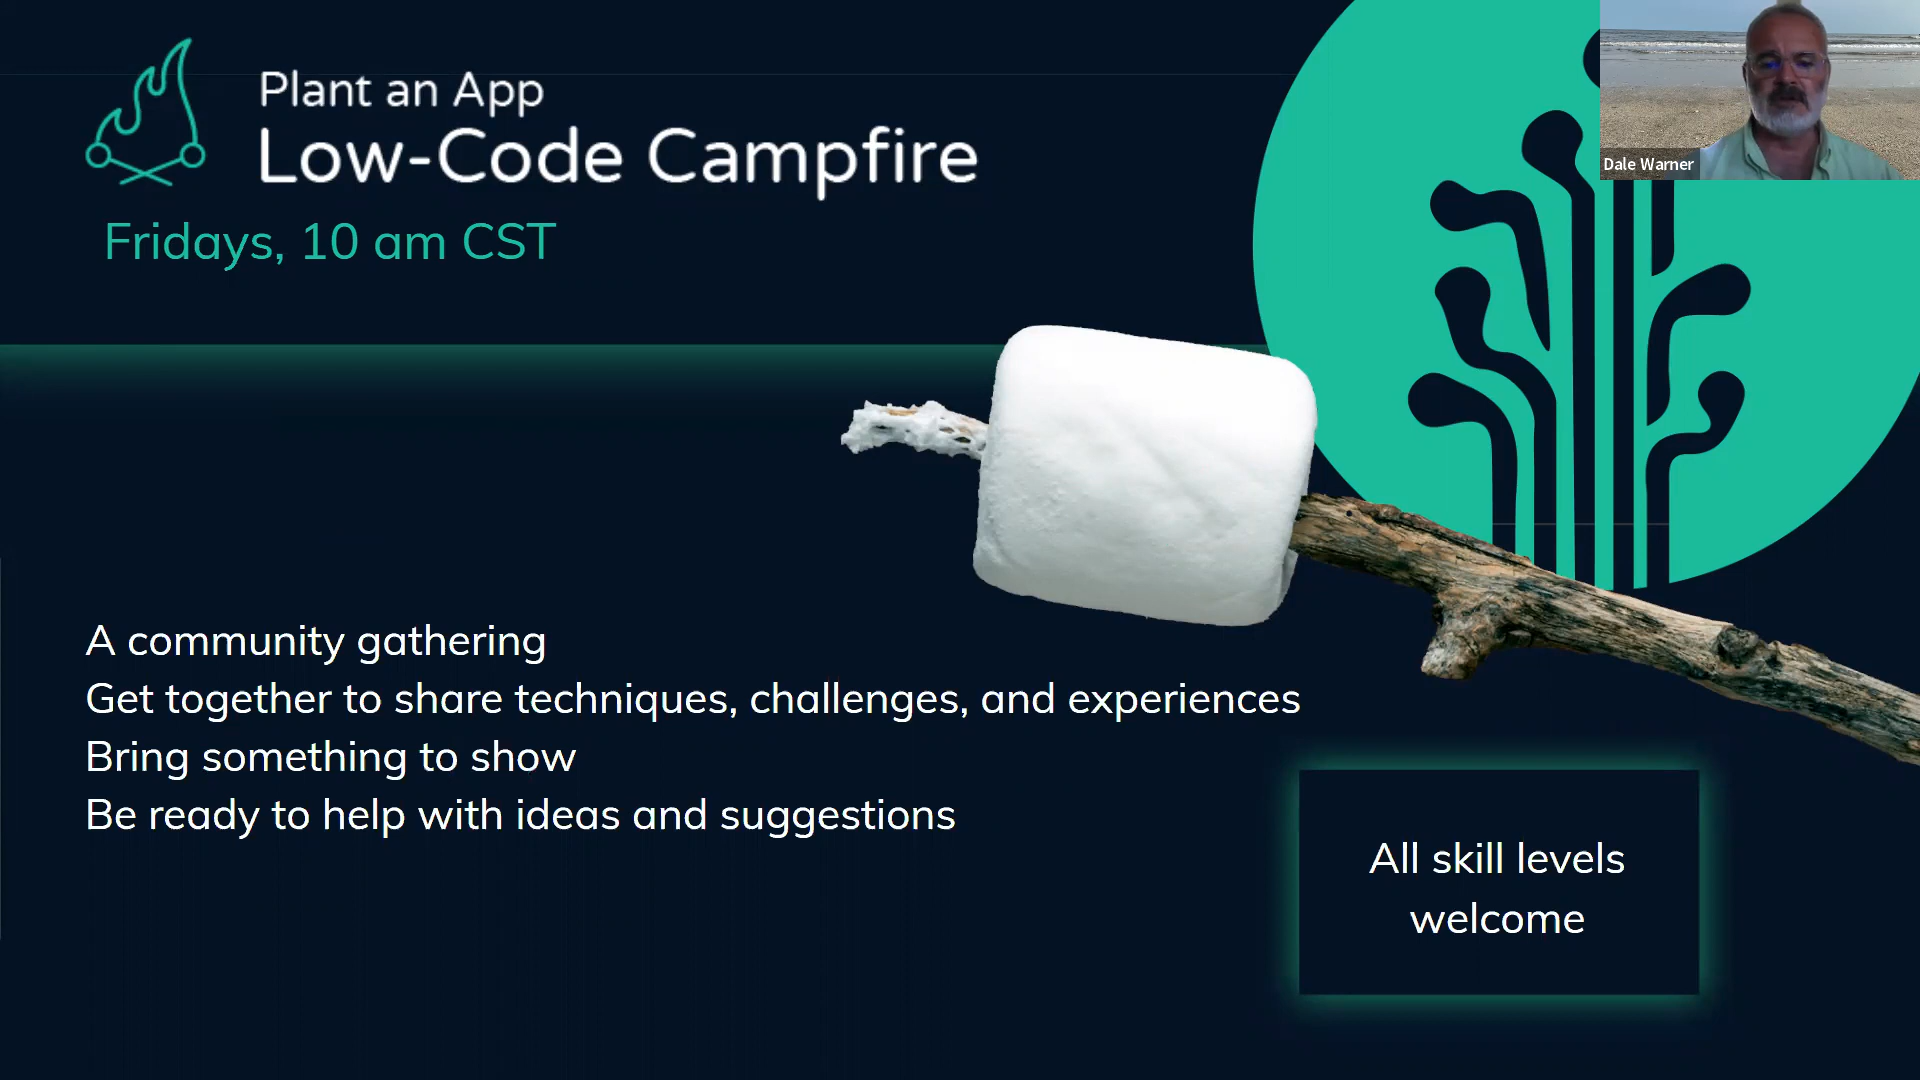 Plant an App
Low-Code Campfire
Fridays, 10 am CST
Dale Warner
A community gathering
Get together to share techniques, challenges, and experiences
Bring something to show
Be ready to help with ideas and suggestions
All skill levels
welcome